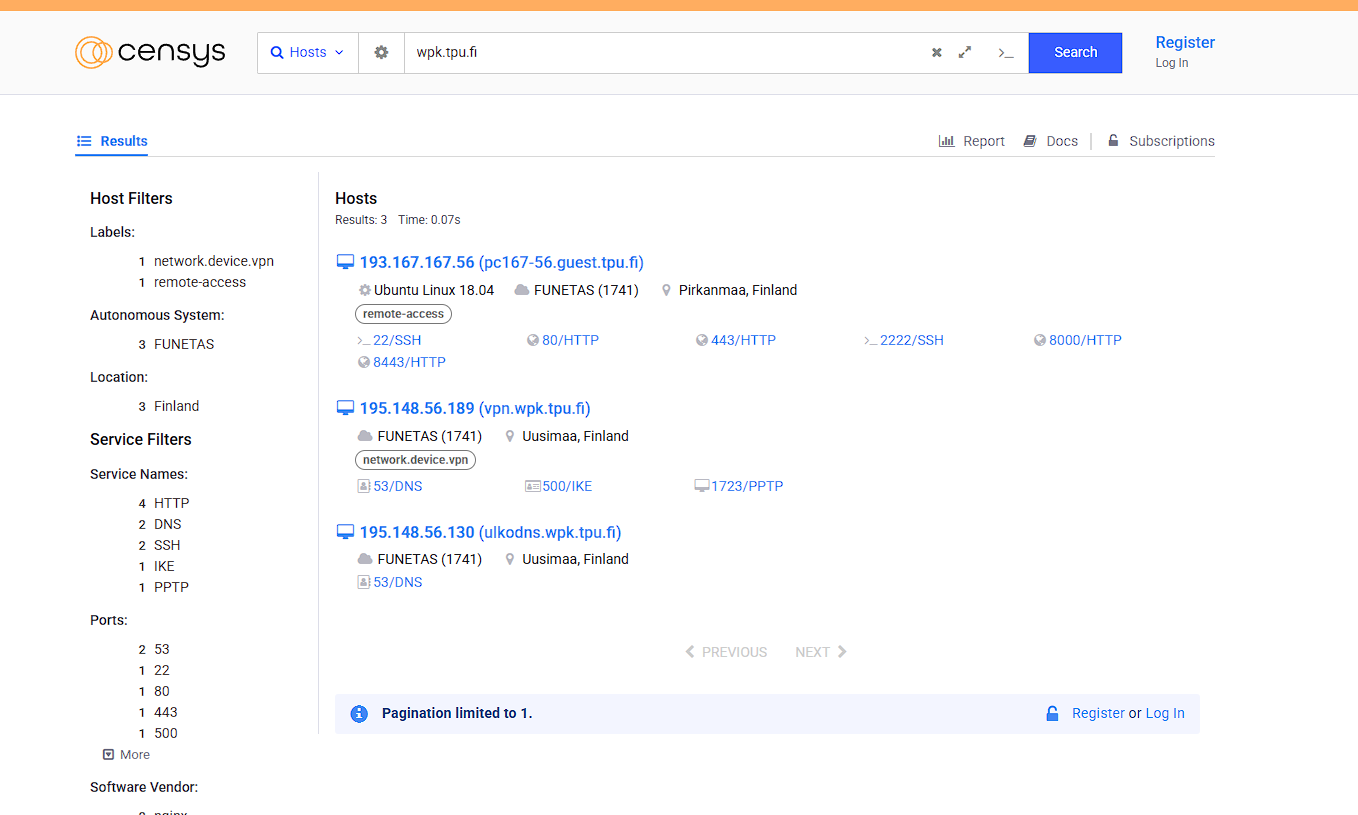 censys
Hosts
wpk.tpu.fi
Search
Register
Log In
Results
Report
Docs
Subscriptions
Host Filters
Labels:
1 network.device.vpn
1 remote-access
Autonomous System:
3 FUNETAS
Location:
3 Finland
Service Filters
Service Names:
4 HTTP
2 DNS
2 SSH
1 IKE
1 PPTP
Ports:
2 53
1 22
1 80
1 443
1 500
More
Software Vendor:
Hosts
Results: 3 Time: 0.07s
193.167.167.56 (pc167-56.guest.tpu.fi)
Ubuntu Linux 18.04 FUNETAS (1741) Pirkanmaa, Finland
remote-access
22/SSH 80/HTTP 443/HTTP 2222/SSH 8000/HTTP
8443/HTTP
195.148.56.189 (vpn.wpk.tpu.fi)
FUNETAS (1741) Uusimaa, Finland
network.device.vpn
53/DNS 500/IKE 1723/PPTP
195.148.56.130 (ulkodns.wpk.tpu.fi)
FUNETAS (1741) Uusimaa, Finland
53/DNS
PREVIOUS NEXT
Pagination limited to 1.
Register or Log In